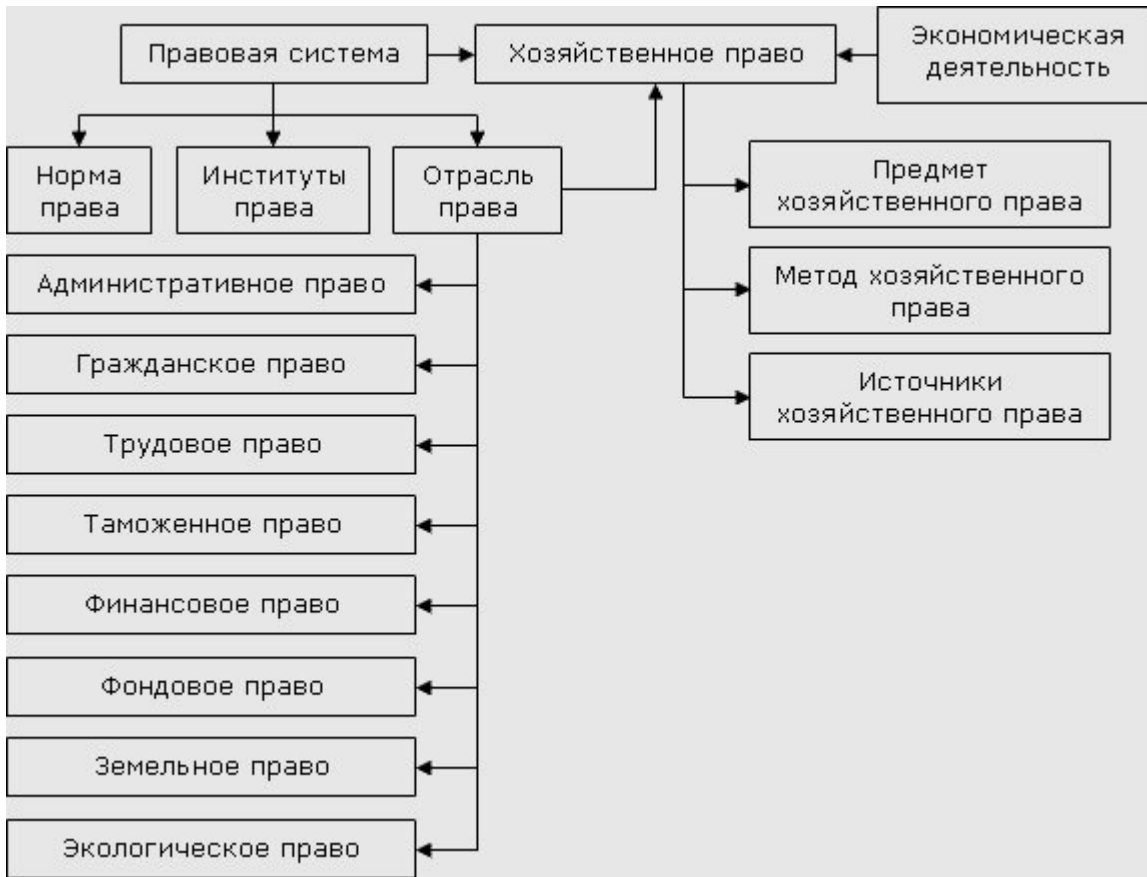 Правовая система
Хозяйственное право
Экономическая
деятельность
Норма
права
Институты
права
Отрасль
права
Предмет
хозяйственного права
Административное право
Метод хозяйственного
права
Гражданское право
Источники
хозяйственного права
Трудовое право
Таможенное право
Финансовое право
Фондовое право
Земельное право
Экологическое право